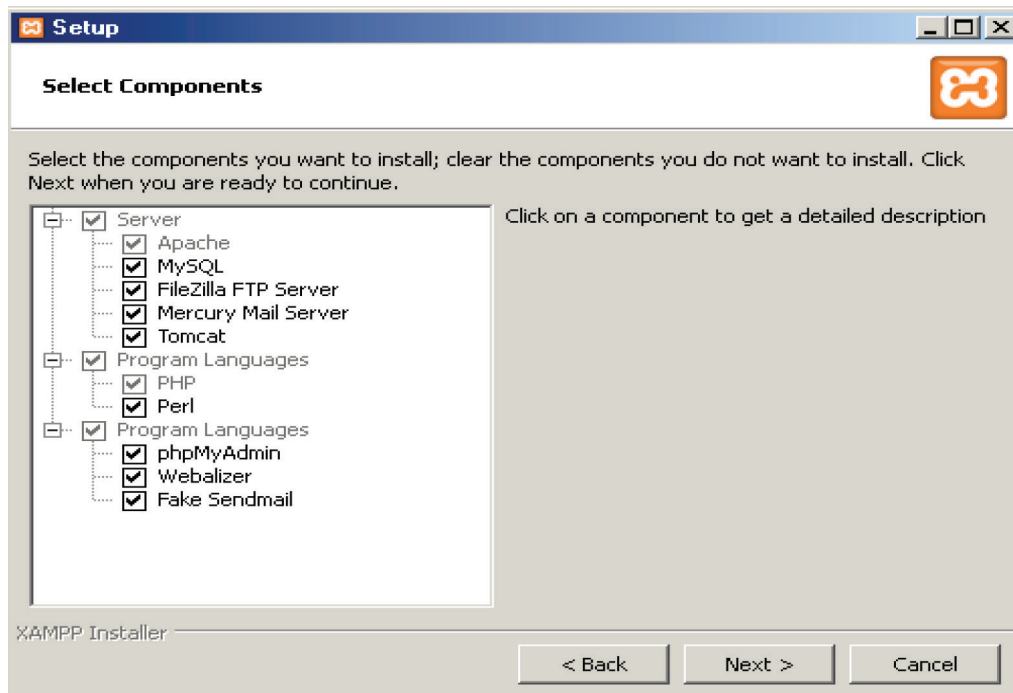 Setup
Select Components
Select the components you want to install; clear the components you do not want to install. Click
Next when you are ready to continue.
Server
Apache
MySQL
FileZilla FTP Server
Mercury Mail Server
Tomcat
Program Languages
PHP
Perl
Program Languages
phpMyAdmin
Webalizer
Fake Sendmail
Click on a component to get a detailed description
XAMPP Installer
< Back
Next >
Cancel